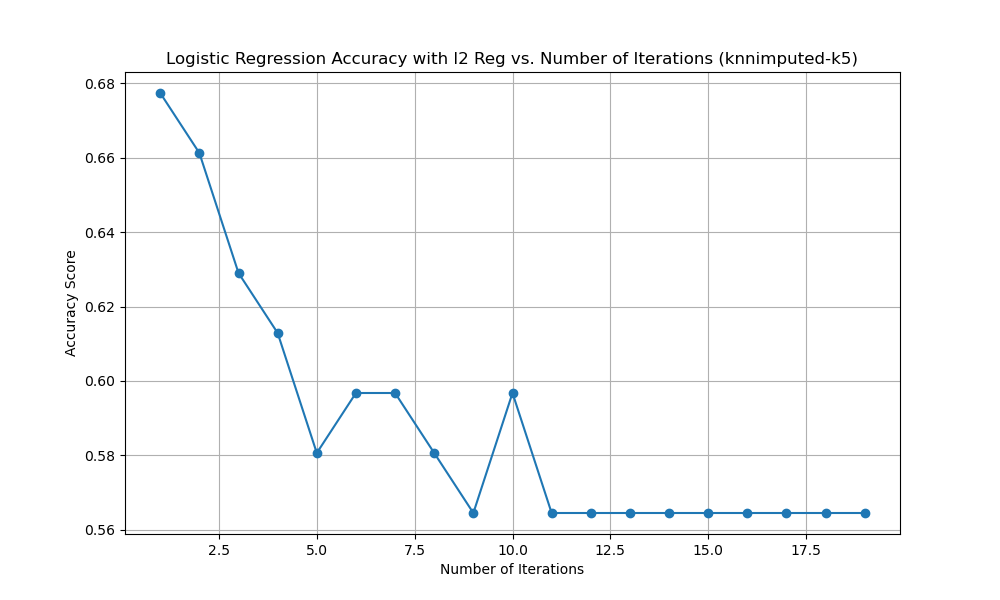 Logistic Regression Accuracy with l2 Reg vs. Number of Iterations (knnimputed-k5)
0.68
0.66
0.64
0.62
0.60
0.58
0.56
Accuracy Score
2.5 5.0 7.5 10.0 12.5 15.0 17.5
Number of Iterations